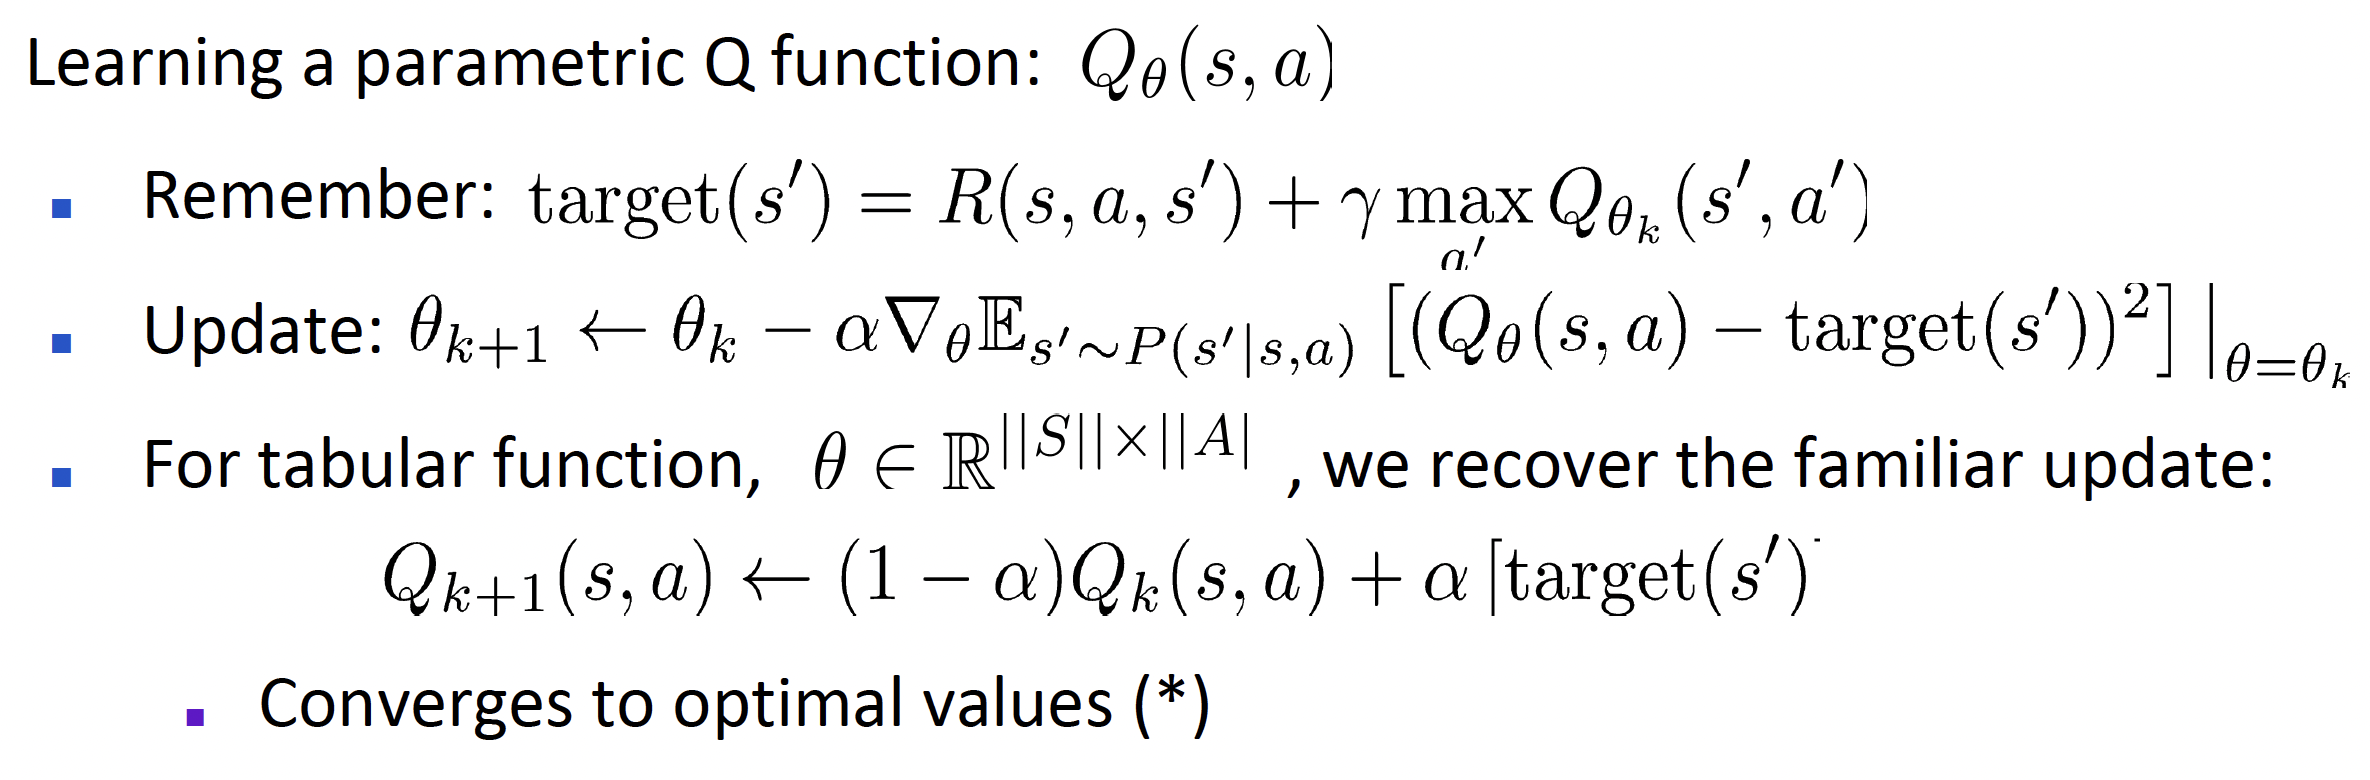 Learning a parametric Q function: $Q_\theta(s, a)$
▪ Remember: $\text{target}(s') = R(s, a, s') + \gamma \max_{a'} Q_{\theta_k}(s', a')$
▪ Update: $\theta_{k+1} \leftarrow \theta_k - \alpha \nabla_\theta \mathbb{E}_{s' \sim P(s'|s,a)} \left[ (Q_\theta(s, a) - \text{target}(s'))^2 \right] \big|_{\theta = \theta_k}$
▪ For tabular function, $\theta \in \mathbb{R}^{||S|| \times ||A|}$ , we recover the familiar update:
$Q_{k+1}(s, a) \leftarrow (1 - \alpha) Q_k(s, a) + \alpha \left[ \text{target}(s') \right]$
▪ Converges to optimal values (*)